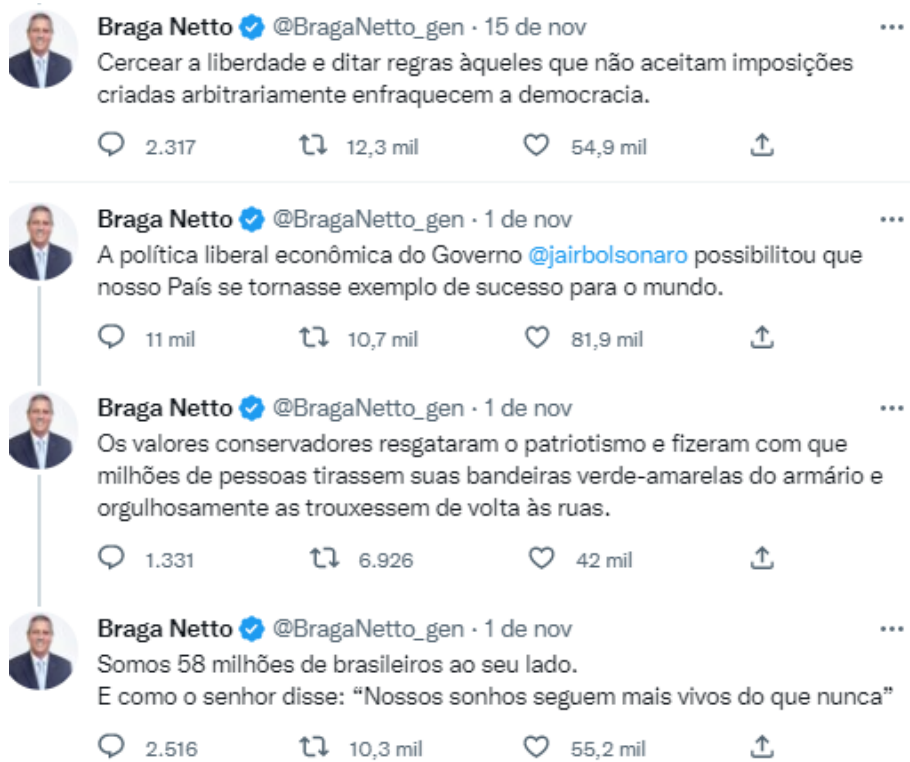 Braga Netto @BragaNetto_gen · 15 de nov
Cercear a liberdade e ditar regras àqueles que não aceitam imposições
criadas arbitrariamente enfraquecem a democracia.
2.317 12,3 mil 54,9 mil
Braga Netto @BragaNetto_gen · 1 de nov
A política liberal econômica do Governo @jairbolsonaro possibilitou que
nosso País se tornasse exemplo de sucesso para o mundo.
11 mil 10,7 mil 81,9 mil
Braga Netto @BragaNetto_gen · 1 de nov
Os valores conservadores resgataram o patriotismo e fizeram com que
milhões de pessoas tirassem suas bandeiras verde-amarelas do armário e
orgulhosamente as trouxessem de volta às ruas.
1.331 6.926 42 mil
Braga Netto @BragaNetto_gen · 1 de nov
Somos 58 milhões de brasileiros ao seu lado.
E como o senhor disse: “Nossos sonhos seguem mais vivos do que nunca”
2.516 10,3 mil 55,2 mil